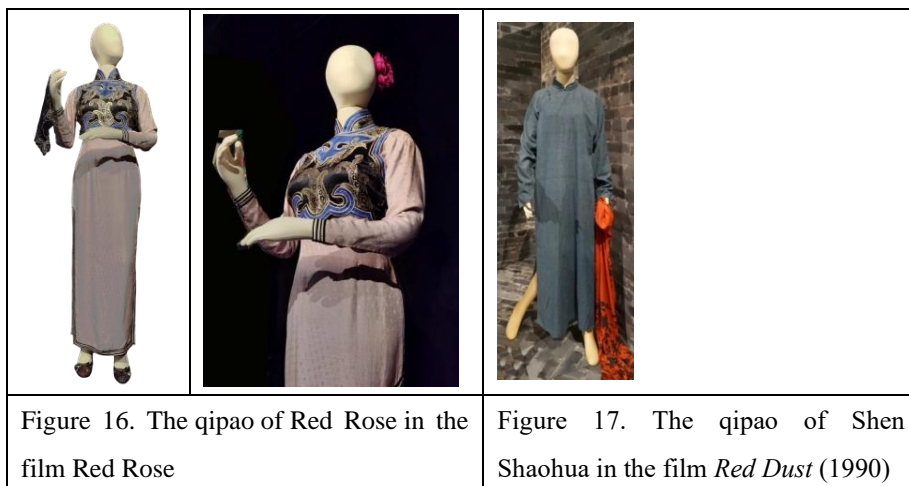 Figure 16. The qipao of Red Rose in the
film Red Rose
Figure 17. The qipao of Shen
Shaohua in the film Red Dust (1990)